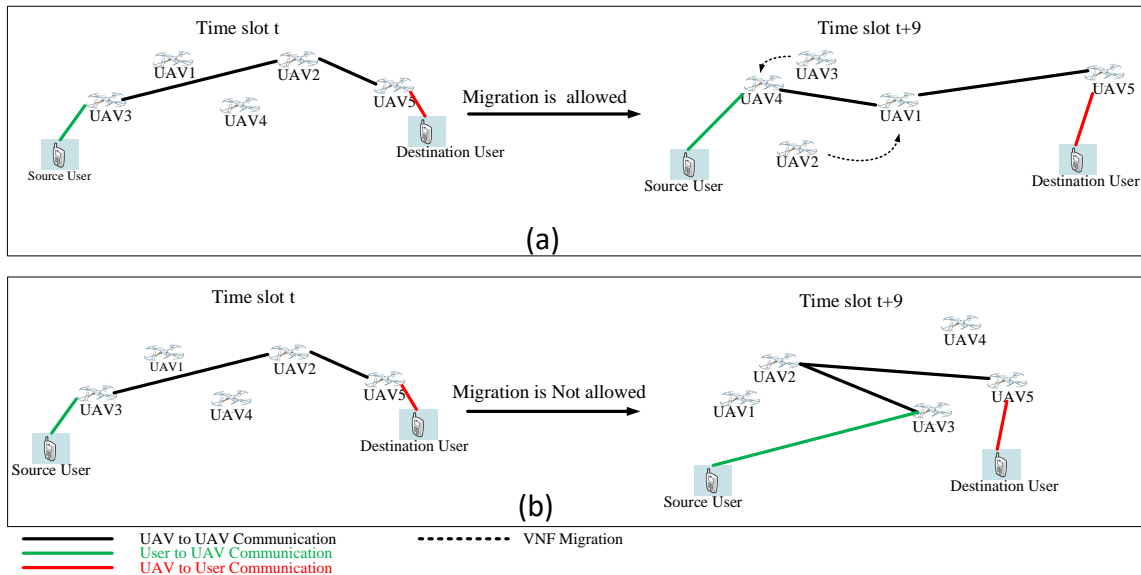 Time slot t
Time slot t+9
UAV1
UAV2
UAV3
UAV4
UAV5
Source User
Destination User
Migration is allowed
UAV3
UAV4
UAV1
UAV5
UAV2
Source User
Destination User
(a)
Time slot t
Time slot t+9
UAV1
UAV2
UAV3
UAV4
UAV5
Source User
Destination User
Migration is Not allowed
UAV4
UAV2
UAV5
UAV1
UAV3
Source User
Destination User
(b)
UAV to UAV Communication
VNF Migration
User to UAV Communication
UAV to User Communication